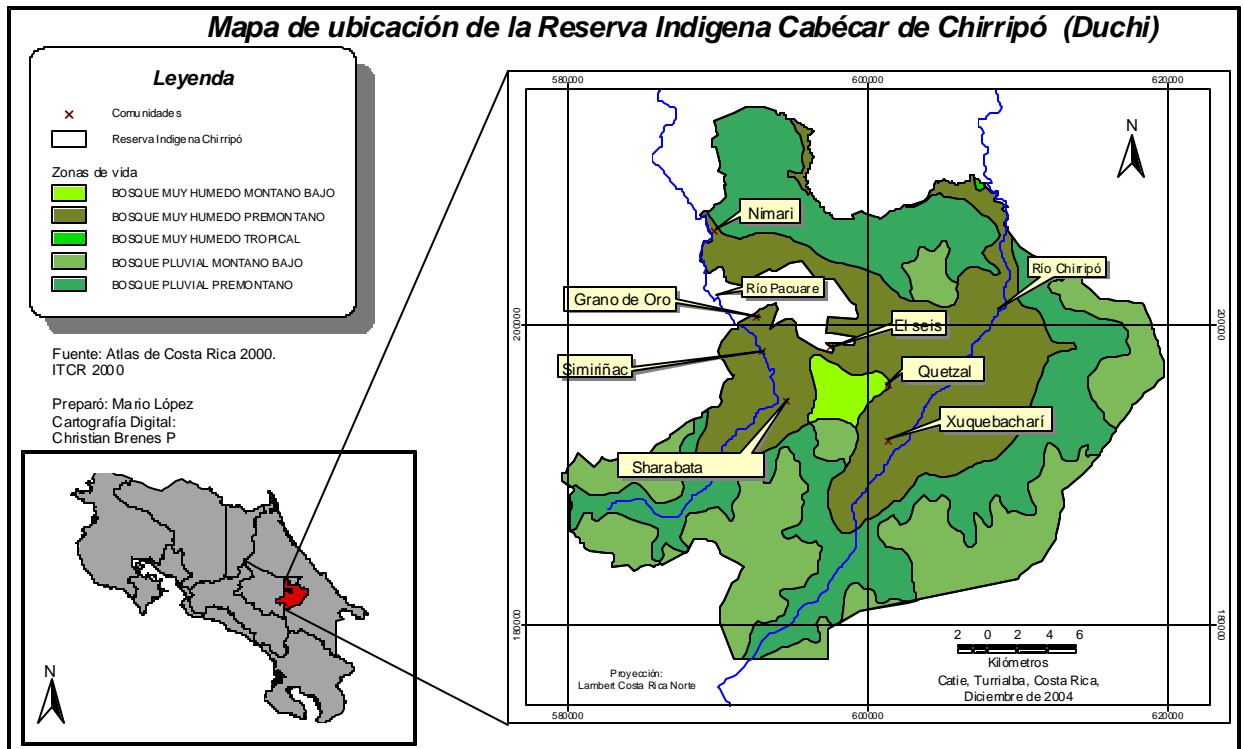 Mapa de ubicación de la Reserva Indigena Cabécar de Chirripó (Duchi)
Leyenda
Comunidades
Reserva Indigena Chirripó
Zonas de vida
BOSQUE MUY HUMEDO MONTANO BAJO
BOSQUE MUY HUMEDO PREMONTANO
BOSQUE MUY HUMEDO TROPICAL
BOSQUE PLUVIAL MONTANO BAJO
BOSQUE PLUVIAL PREMONTANO
Fuente: Atlas de Costa Rica 2000.
ITCR 2000
Preparó: Mario López
Cartografía Digital:
Christian Brenes P
N
580000 600000 620000
N
Nimari
Río Chirripó
Río Pacuare
Grano de Oro
200000 200000
El seis
Simiriñac
Quetzal
Xuquebacharí
Sharabata
180000 180000
2 0 2 4 6
Kilómetros
Proyección:
Lambert Costa Rica Norte
Catie, Turrialba, Costa Rica,
Diciembre de 2004
580000 600000 620000